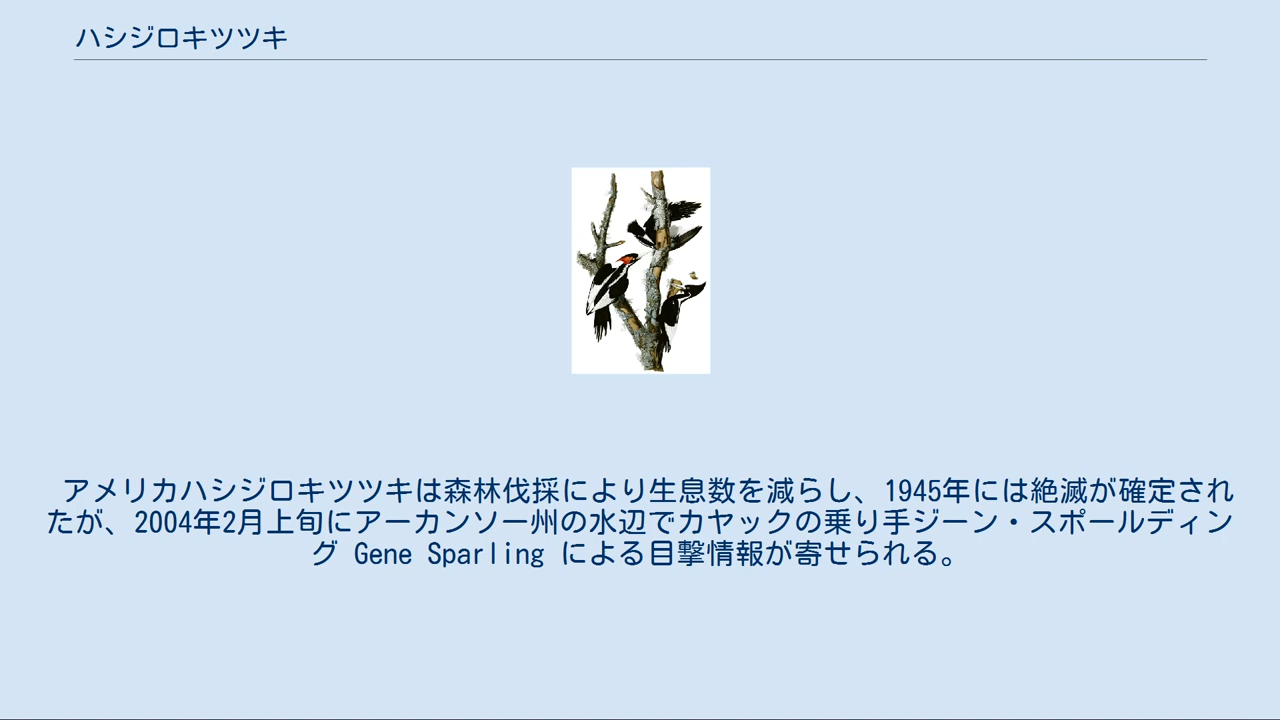 ハシジロキツツキ
アメリカハシジロキツツキは森林伐採により生息数を減らし、1945年には絶滅が確定され
たが、2004年2月上旬にアーカンソー州の水辺でカヤックの乗り手ジーン・スポールディン
グ Gene Sparling による目撃情報が寄せられる。